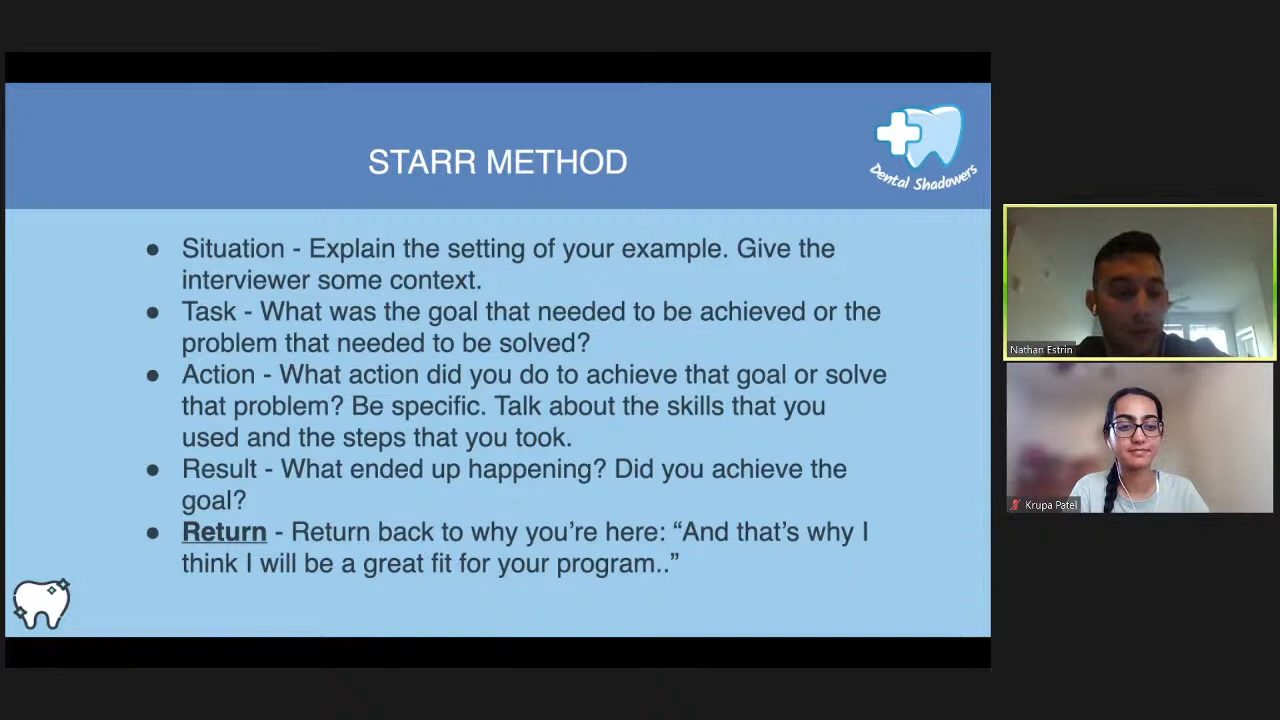 STARR METHOD
Dental Shadowers
● Situation - Explain the setting of your example. Give the
interviewer some context.
● Task - What was the goal that needed to be achieved or the
problem that needed to be solved?
● Action - What action did you do to achieve that goal or solve
that problem? Be specific. Talk about the skills that you
used and the steps that you took.
● Result - What ended up happening? Did you achieve the
goal?
● Return - Return back to why you’re here: “And that’s why I
think I will be a great fit for your program..”
Nathan Estrin
Krupa Patel